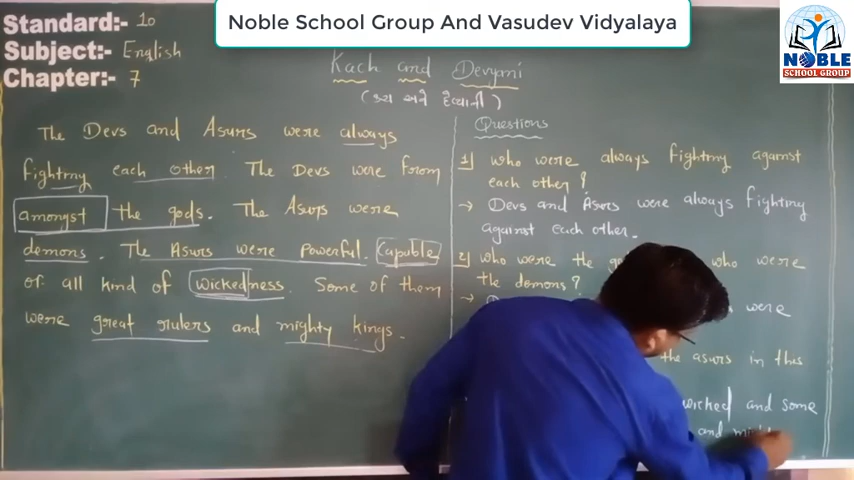 Noble School Group And Vasudev Vidyalaya
NOBLE
SCHOOL GROUP
Standard:- 10
Subject:- English
Chapter:- 7
Kach and Devyani
(કચ અને દેવયાની)
The Devs and Asurs were always
fighting each other. The Devs were from
amongst the gods. The Asurs were
demons. The Asurs were powerful. Capable
of all kind of wickedness. Some of them
were great rulers and mighty kings.
Questions
1) who were always fighting against
each other?
→ Devs and Asurs were always fighting
against each other.
2) who were the who were
the demons?
→ were
the asurs in this
wicked and some
and